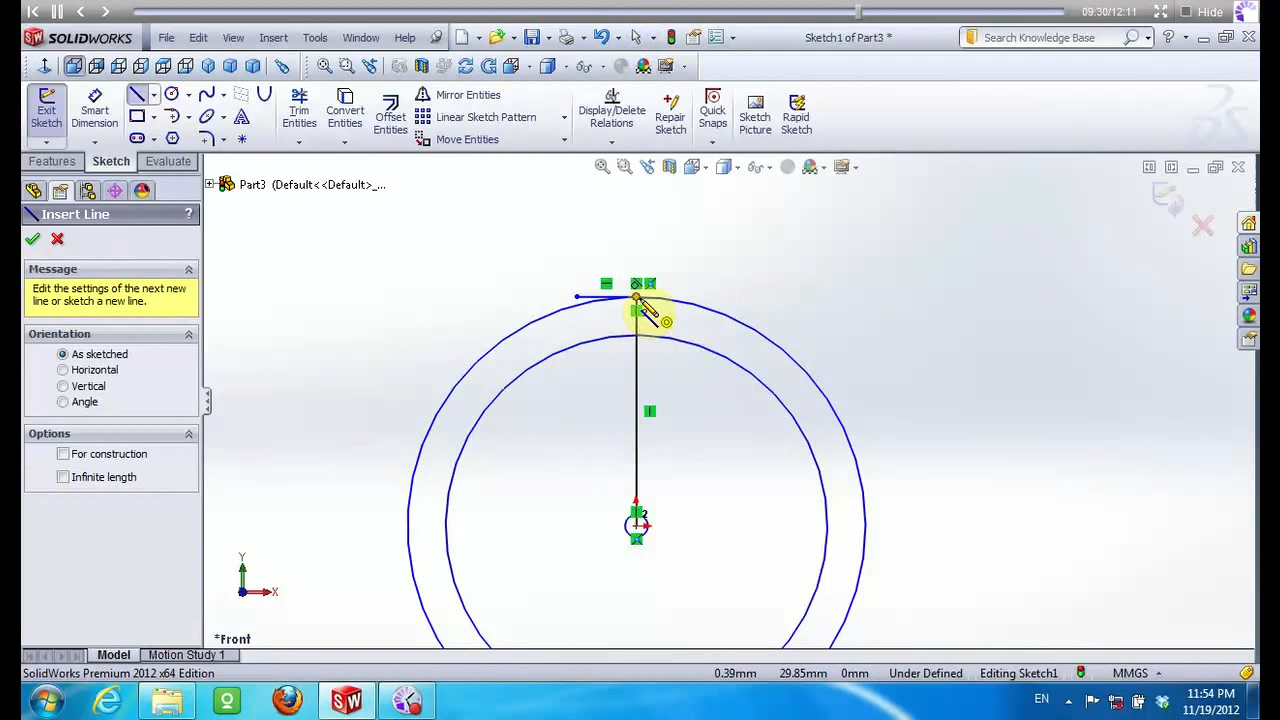 09:30/12:11
Hide
SOLIDWORKS
File
Edit
View
Insert
Tools
Window
Help
Sketch1 of Part3 *
Search Knowledge Base
Exit
Sketch
Smart
Dimension
Trim
Entities
Convert
Entities
Offset
Entities
Mirror Entities
Linear Sketch Pattern
Move Entities
Display/Delete
Relations
Repair
Sketch
Quick
Snaps
Sketch
Picture
Rapid
Sketch
Features
Sketch
Evaluate
Part3 (Default<<Default>_...
Insert Line
?
Message
Edit the settings of the next new
line or sketch a new line.
Orientation
As sketched
Horizontal
Vertical
Angle
Options
For construction
Infinite length
2
Y
X
*Front
Model
Motion Study 1
SolidWorks Premium 2012 x64 Edition
0.39mm
29.85mm
0mm
Under Defined
Editing Sketch1
MMGS
EN
11:54 PM
11/19/2012